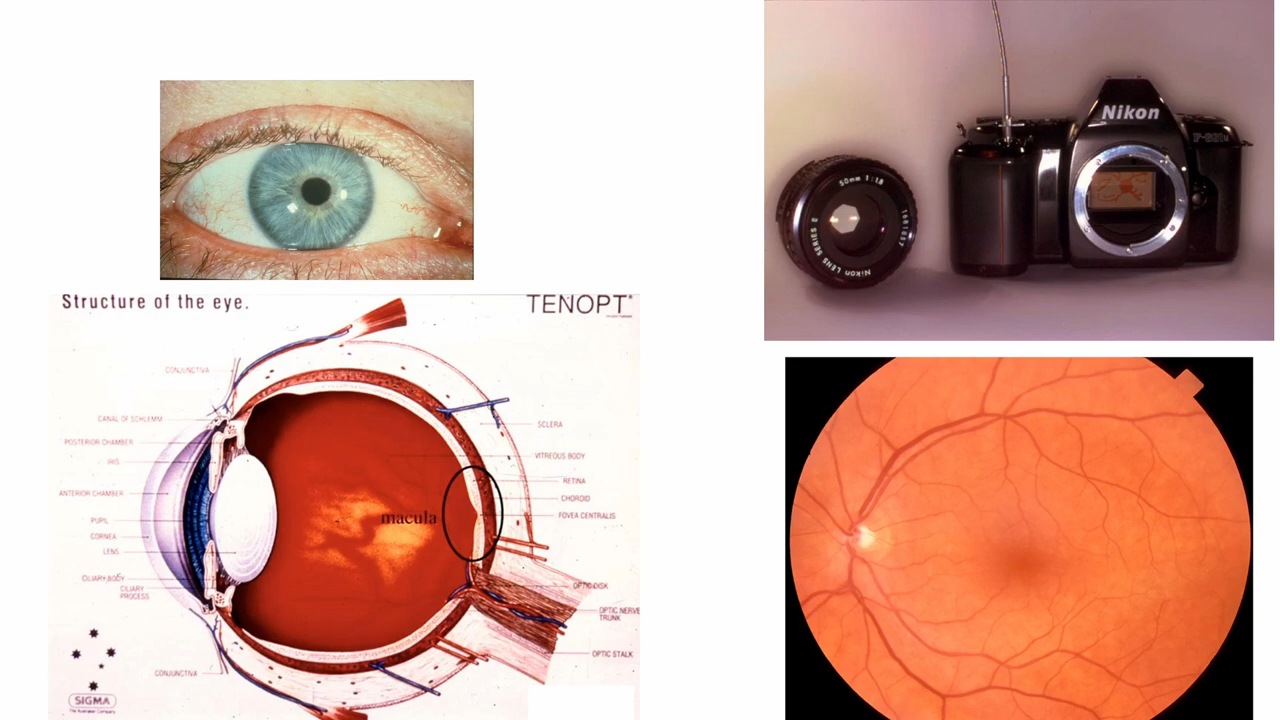 Nikon
F-601M
50mm 1:1.8
1681857
Nikon LENS SERIES E
Structure of the eye.
TENOPT
CONJUNCTIVA
CANAL OF SCHLEMM
POSTERIOR CHAMBER
IRIS
ANTERIOR CHAMBER
PUPIL
CORNEA
LENS
CILIARY BODY
CILIARY
PROCESS
CONJUNCTIVA
SCLERA
VITREOUS BODY
RETINA
CHOROID
FOVEA CENTRALIS
macula
OPTIC DISK
OPTIC NERVE
TRUNK
OPTIC STALK
SIGMA